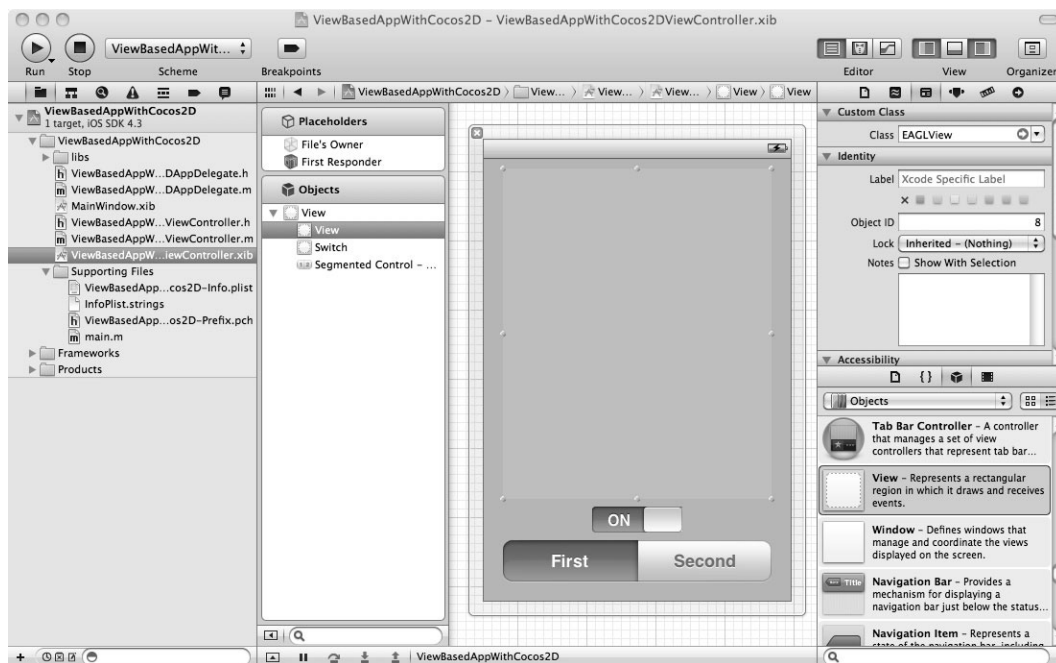 ViewBasedAppWithCocos2D – ViewBasedAppWithCocos2DViewController.xib
ViewBasedAppWit...
Run Stop Scheme Breakpoints Editor View Organizer
ViewBasedAppWithCocos2D View... View... View... View View
ViewBasedAppWithCocos2D
1 target, iOS SDK 4.3
ViewBasedAppWithCocos2D
libs
h ViewBasedAppW...DAppDelegate.h
m ViewBasedAppW...DAppDelegate.m
MainWindow.xib
h ViewBasedAppW...ViewController.h
m ViewBasedAppW...ViewController.m
ViewBasedAppW...iewController.xib
Supporting Files
ViewBasedApp...cos2D-Info.plist
InfoPlist.strings
h ViewBasedApp...os2D-Prefix.pch
m main.m
Frameworks
Products
Placeholders
File's Owner
First Responder
Objects
View
View
Switch
Segmented Control – ...
ON
First Second
Custom Class
Class EAGLView
Identity
Label Xcode Specific Label
Object ID 8
Lock Inherited – (Nothing)
Notes Show With Selection
Accessibility
{}
Objects
Tab Bar Controller – A controller
that manages a set of view
controllers that represent tab bar...
View – Represents a rectangular
region in which it draws and receives
events.
Window – Defines windows that
manage and coordinate the views
displayed on the screen.
Title
Navigation Bar – Provides a
mechanism for displaying a
navigation bar just below the status...
Navigation Item – Represents a
state of the navigation bar, including
ViewBasedAppWithCocos2D